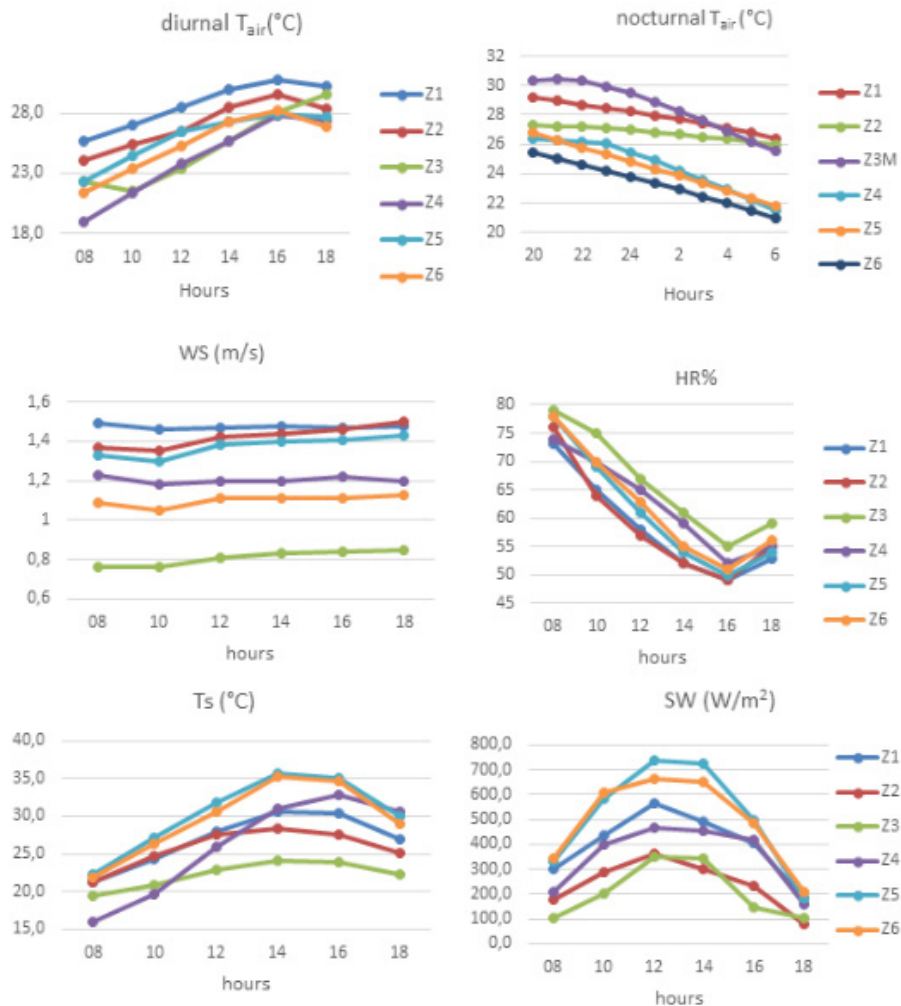 diurnal Tair(°C)
28,0
23,0
18,0
08 10 12 14 16 18
Hours
Z1
Z2
Z3
Z4
Z5
Z6
nocturnal Tair(°C)
32
30
28
26
24
22
20
20 22 24 2 4 6
Hours
Z1
Z2
Z3M
Z4
Z5
Z6
WS (m/s)
1,6
1,4
1,2
1
0,8
0,6
08 10 12 14 16 18
hours
HR%
80
75
70
65
60
55
50
45
08 10 12 14 16 18
hours
Z1
Z2
Z3
Z4
Z5
Z6
Ts (°C)
40,0
35,0
30,0
25,0
20,0
15,0
08 10 12 14 16 18
hours
SW (W/m²)
800,0
700,0
600,0
500,0
400,0
300,0
200,0
100,0
0,0
08 10 12 14 16 18
hours
Z1
Z2
Z3
Z4
Z5
Z6